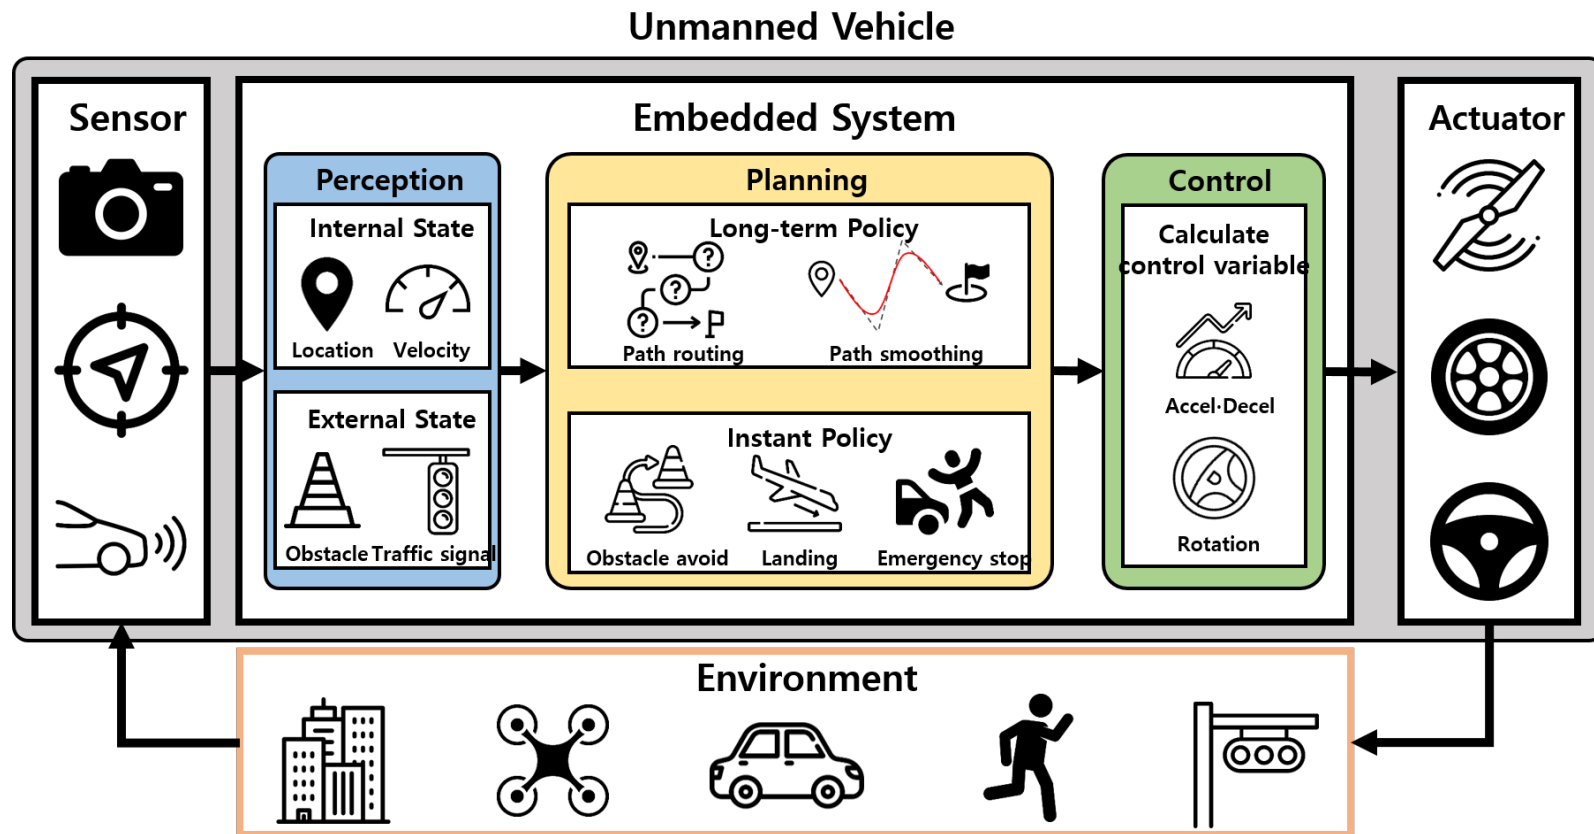 Unmanned Vehicle
Sensor
Embedded System
Actuator
Perception
Internal State
Location
Velocity
External State
Obstacle
Traffic signal
Planning
Long-term Policy
? 
?
?
Path routing
Path smoothing
Instant Policy
Obstacle avoid
Landing
Emergency stop
Control
Calculate
control variable
Accel·Decel
Rotation
Environment